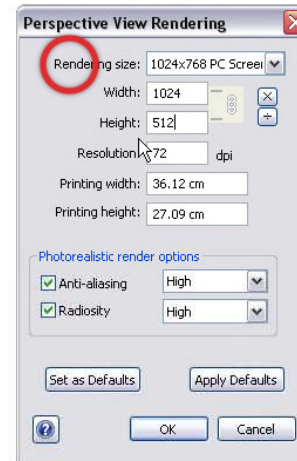 Perspective View Rendering
Rendering size: 1024x768 PC Screei
Width: 1024
Height: 512
Resolution 72 dpi
Printing width: 36.12 cm
Printing height: 27.09 cm
Photorealistic render options
Anti-aliasing High
Radiosity High
Set as Defaults Apply Defaults
? OK Cancel